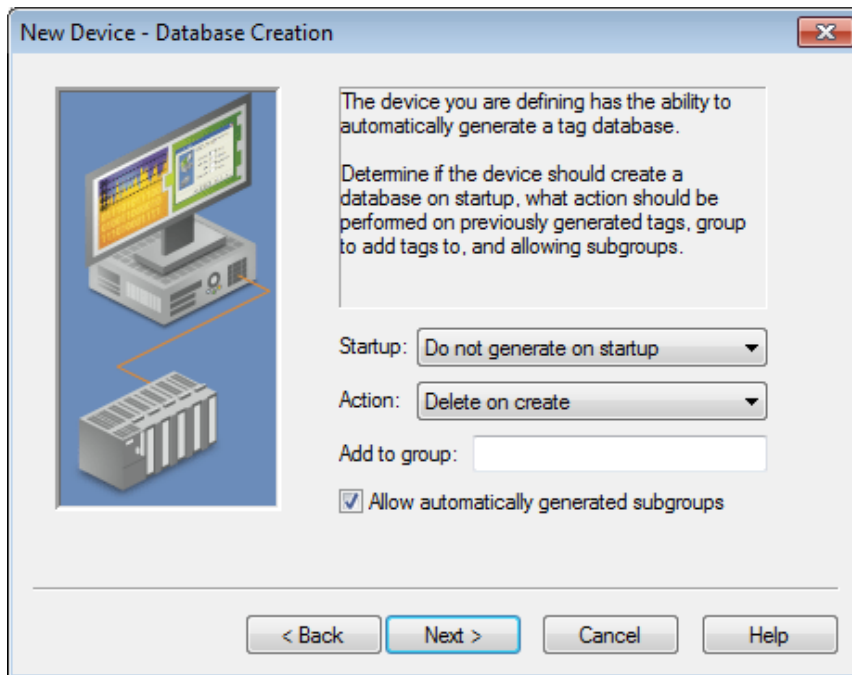 New Device - Database Creation
The device you are defining has the ability to
automatically generate a tag database.
Determine if the device should create a
database on startup, what action should be
performed on previously generated tags, group
to add tags to, and allowing subgroups.
Startup: Do not generate on startup
Action: Delete on create
Add to group:
Allow automatically generated subgroups
< Back Next > Cancel Help